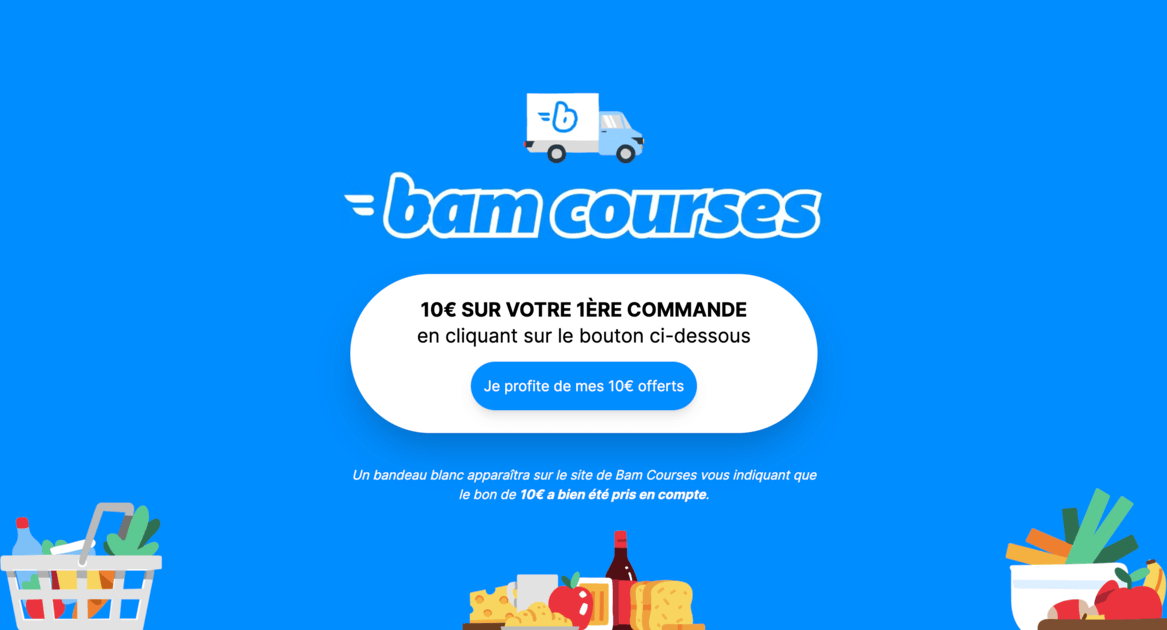 b
bam courses
10€ SUR VOTRE 1ÈRE COMMANDE
en cliquant sur le bouton ci-dessous
Je profite de mes 10€ offerts
Un bandeau blanc apparaîtra sur le site de Bam Courses vous indiquant que
le bon de 10€ a bien été pris en compte.